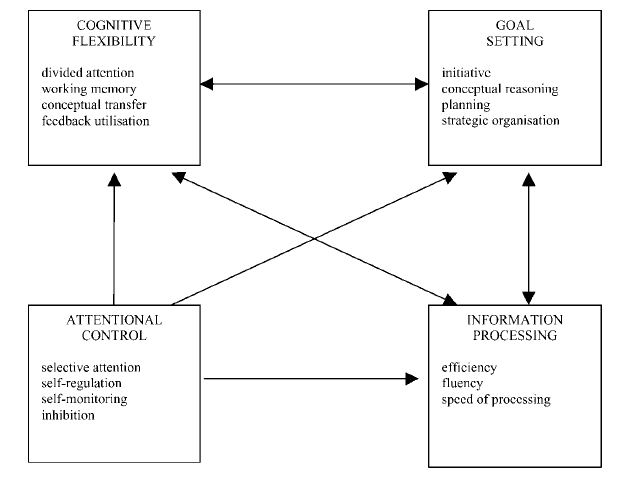 COGNITIVE
FLEXIBILITY
divided attention
working memory
conceptual transfer
feedback utilisation
GOAL
SETTING
initiative
conceptual reasoning
planning
strategic organisation
ATTENTIONAL
CONTROL
selective attention
self-regulation
self-monitoring
inhibition
INFORMATION
PROCESSING
efficiency
fluency
speed of processing